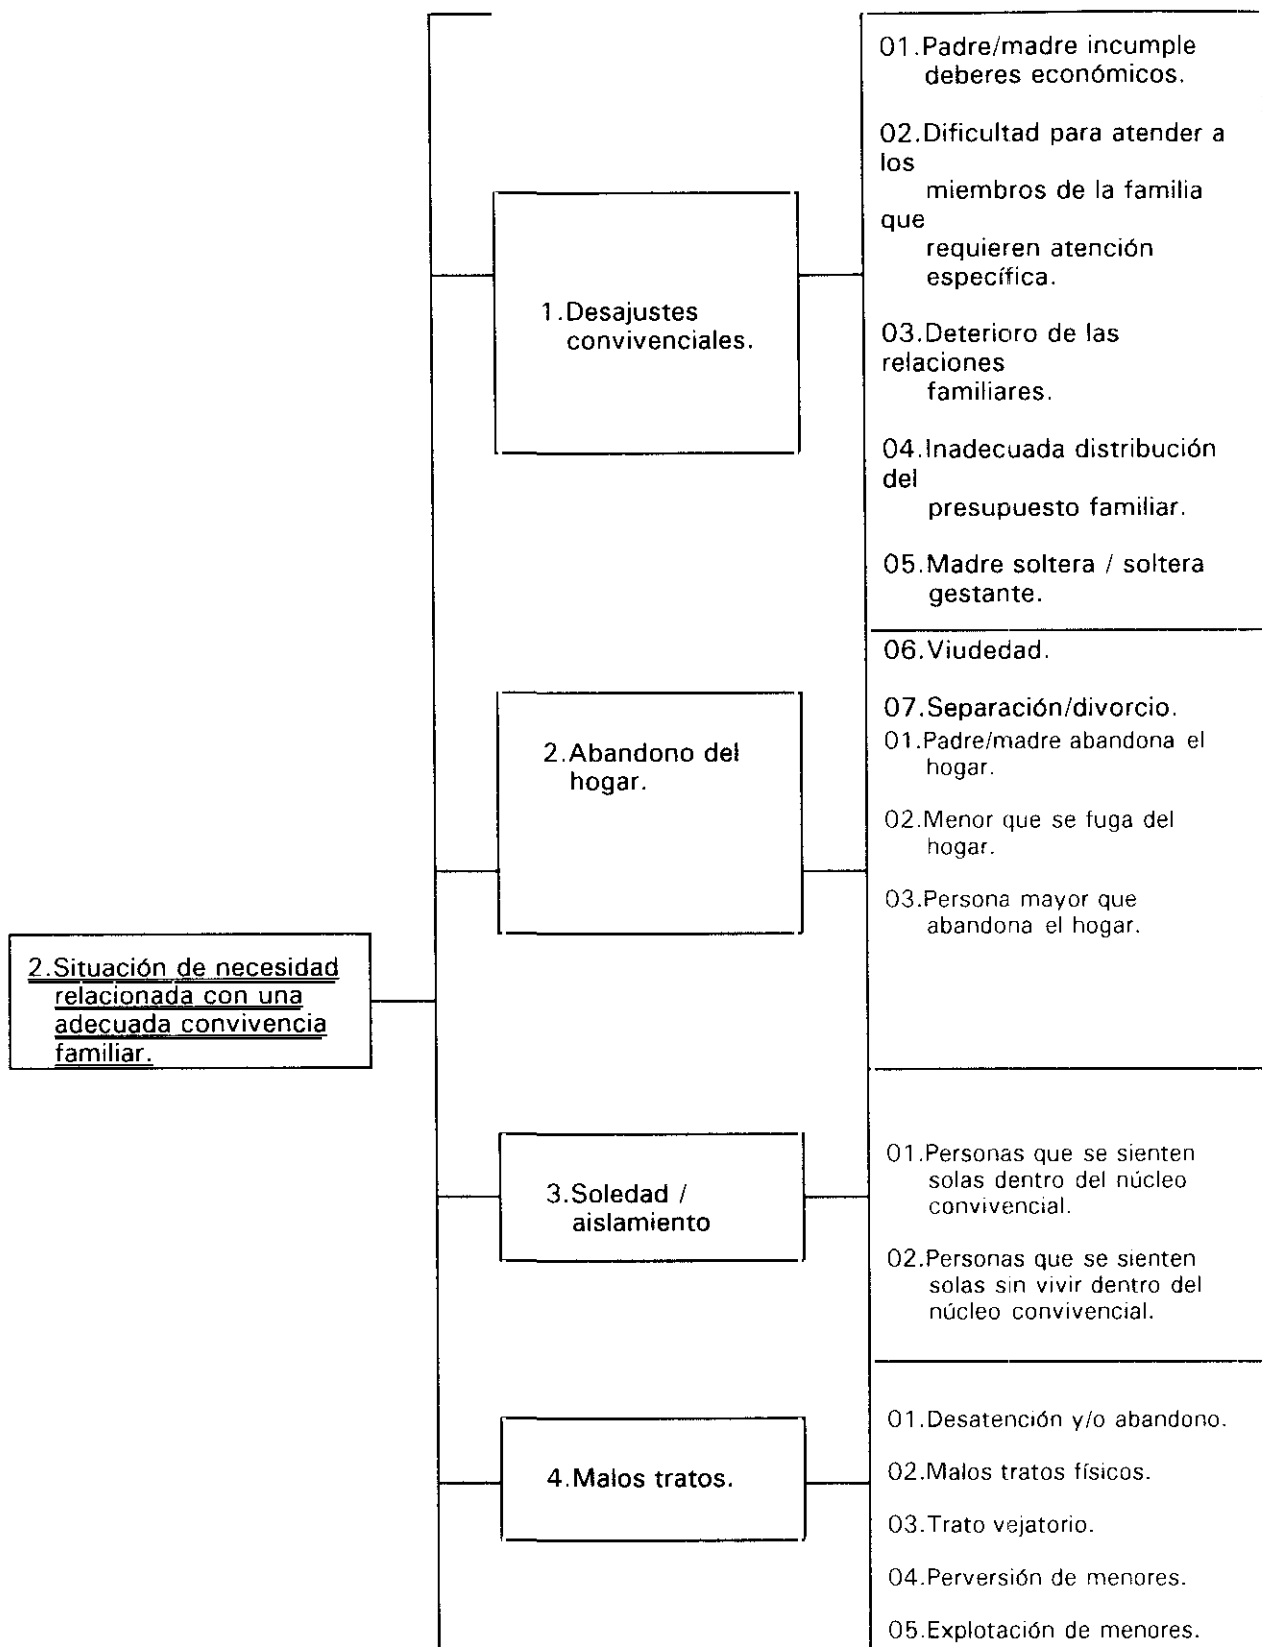 2.Situación de necesidad
relacionada con una
adecuada convivencia
familiar.
1.Desajustes
convivenciales.
01.Padre/madre incumple
deberes económicos.
02.Dificultad para atender a
los
miembros de la familia
que
requieren atención
específica.
03.Deterioro de las
relaciones
familiares.
04.Inadecuada distribución
del
presupuesto familiar.
05.Madre soltera / soltera
gestante.
06.Viudedad.
07.Separación/divorcio.
2.Abandono del
hogar.
01.Padre/madre abandona el
hogar.
02.Menor que se fuga del
hogar.
03.Persona mayor que
abandona el hogar.
3.Soledad /
aislamiento
01.Personas que se sienten
solas dentro del núcleo
convivencial.
02.Personas que se sienten
solas sin vivir dentro del
núcleo convivencial.
4.Malos tratos.
01.Desatención y/o abandono.
02.Malos tratos físicos.
03.Trato vejatorio.
04.Perversión de menores.
05.Explotación de menores.